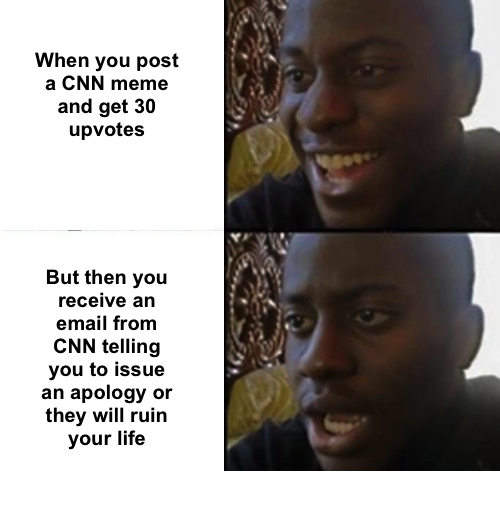 When you post
a CNN meme
and get 30
upvotes
But then you
receive an
email from
CNN telling
you to issue
an apology or
they will ruin
your life